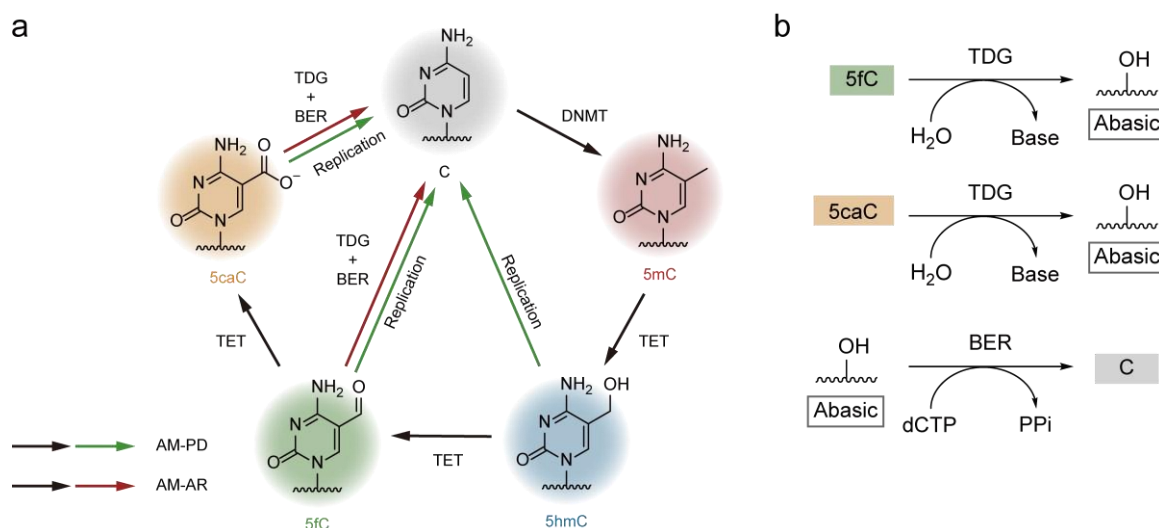 a
NH₂
N
O
N
C
TDG
+
BER
Replication
DNMT
NH₂
N
O
N
5mC
NH₂
O
N
O⁻
O
N
5caC
TDG
+
BER
Replication
Replication
TET
TET
NH₂
O
N
O
N
5fC
TET
NH₂
OH
N
O
N
5hmC
AM-PD
AM-AR
b
5fC
TDG
H₂O
Base
OH
Abasic
5caC
TDG
H₂O
Base
OH
Abasic
OH
Abasic
BER
dCTP
PPi
C